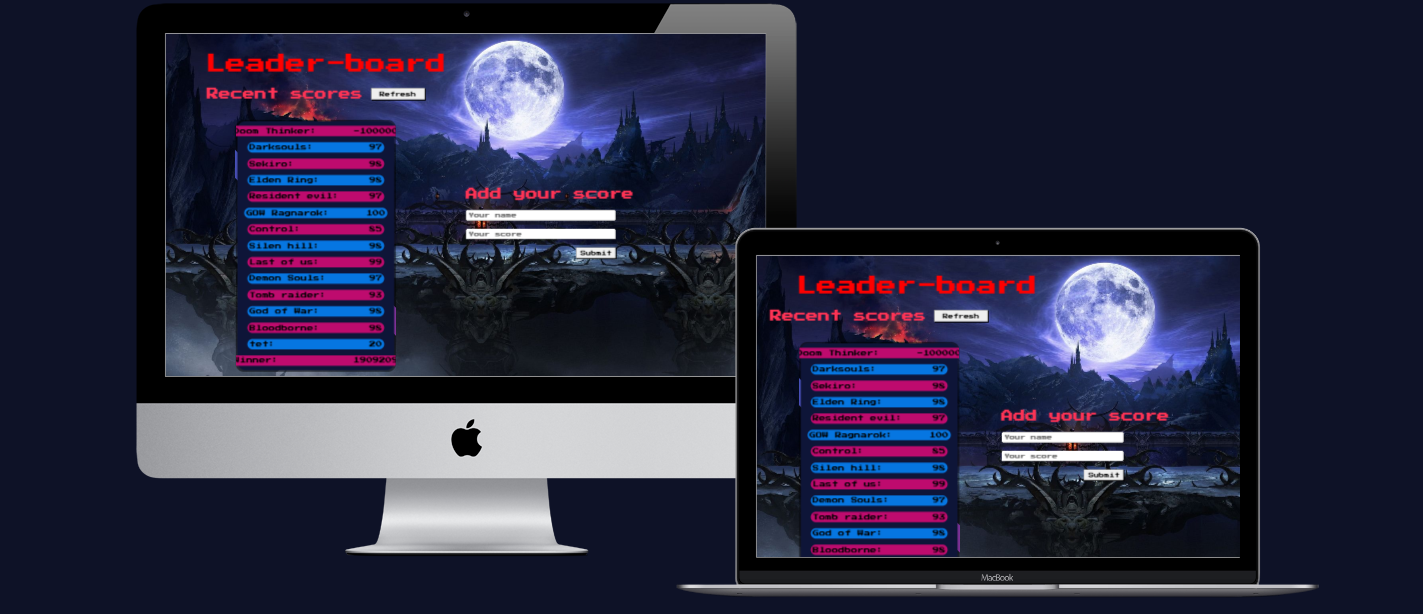 Leader-board
Recent scores Refresh
Doom Thinker: -100000
Darksouls: 97
Sekiro: 98
Elden Ring: 98
Resident evil: 97
GOW Ragnarok: 100
Control: 85
Silen hill: 98
Last of us: 99
Demon Souls: 97
Tomb raider: 93
God of War: 98
Bloodborne: 98
tet: 20
Winner: 1909209
Add your score
Your name
Your score
Submit
Leader-board
Recent scores Refresh
Doom Thinker: -100000
Darksouls: 97
Sekiro: 98
Elden Ring: 98
Resident evil: 97
GOW Ragnarok: 100
Control: 85
Silen hill: 98
Last of us: 99
Demon Souls: 97
Tomb raider: 93
God of War: 98
Bloodborne: 98
Add your score
Your name
Your score
Submit
MacBook